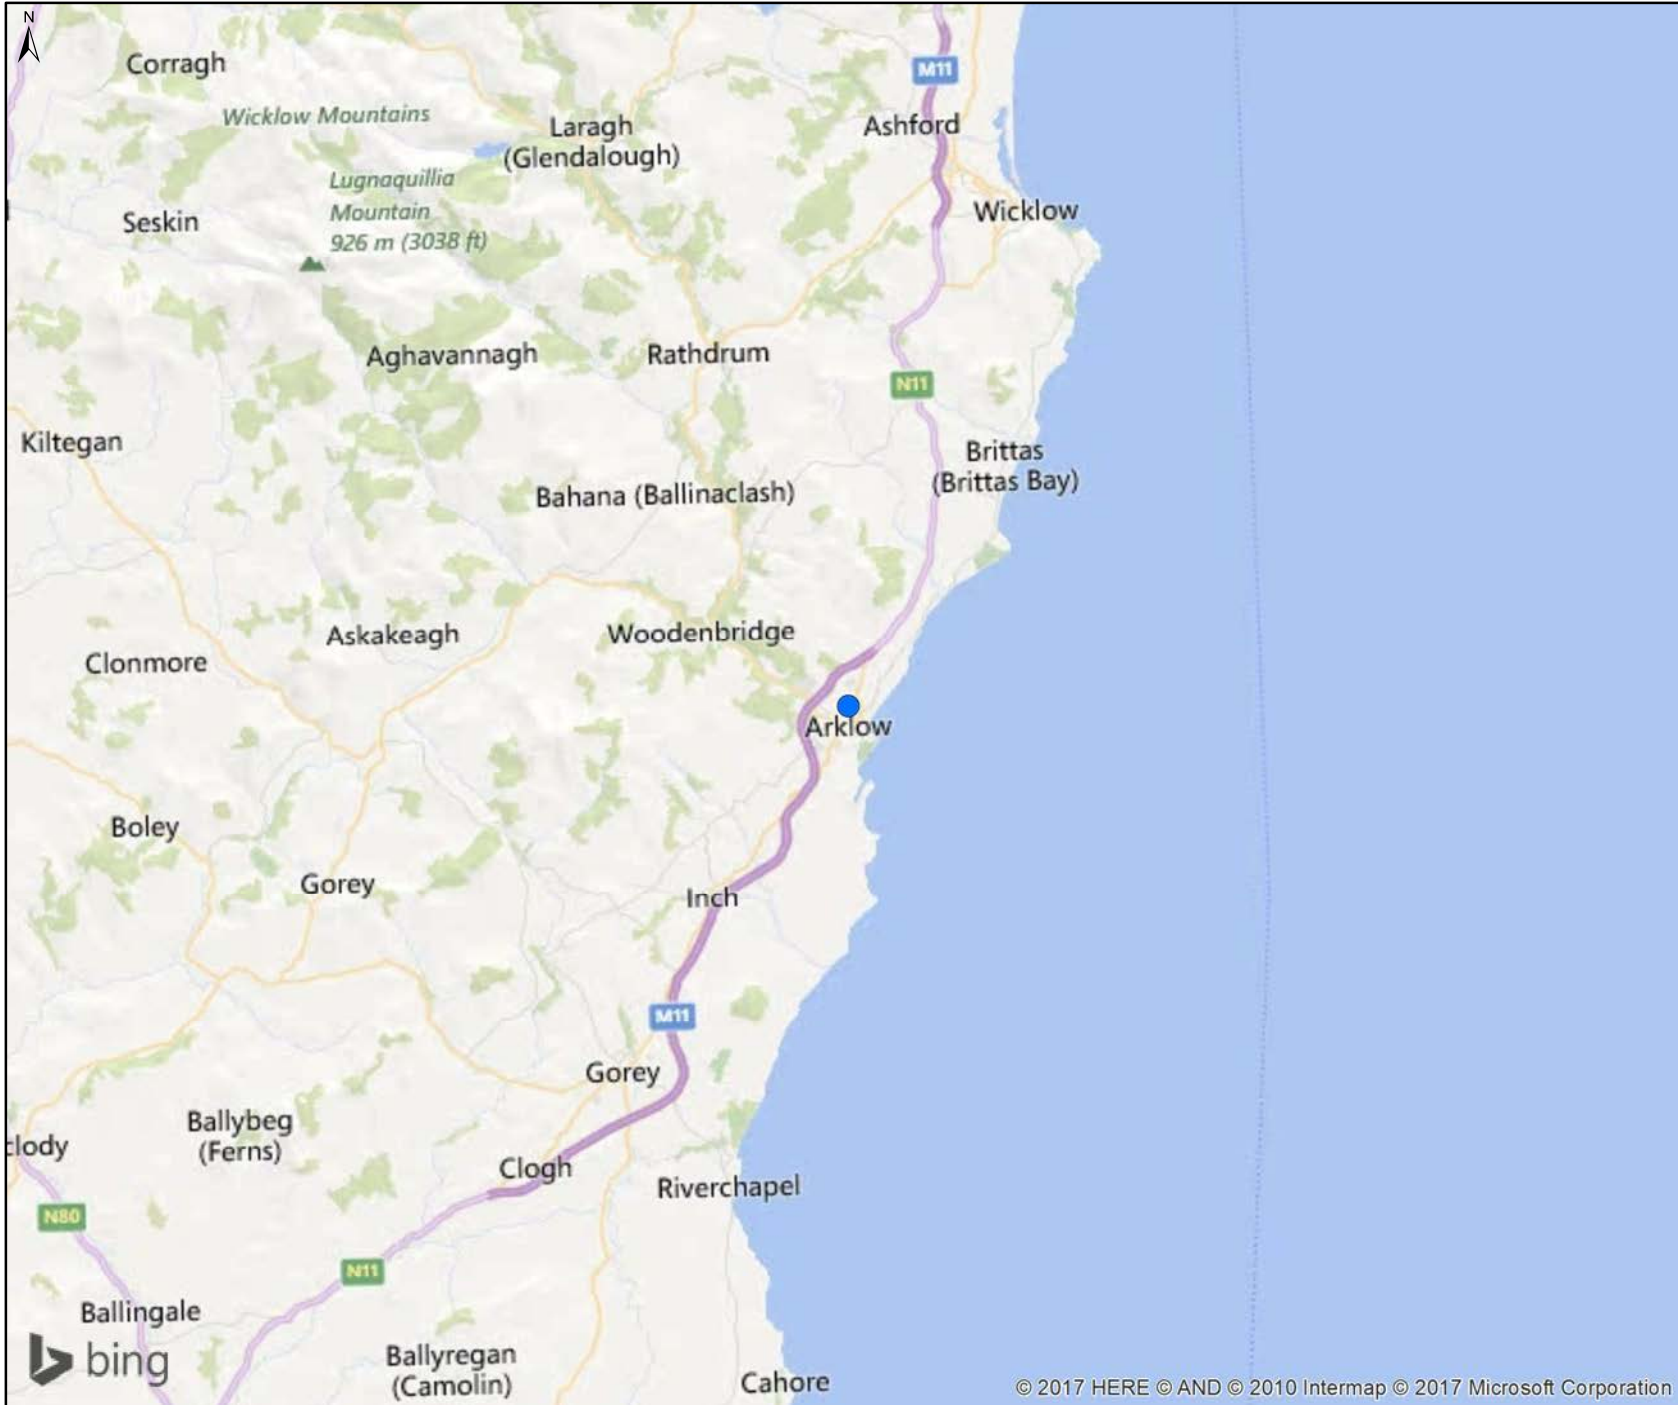 N
Corragh
M11
Wicklow Mountains
Laragh
(Glendalough)
Ashford
Lugnaquillia
Mountain
926 m (3038 ft)
Seskin
Wicklow
Aghavannagh
Rathdrum
N11
Kiltegan
Brittas
(Brittas Bay)
Bahana (Ballinaclash)
Askakeagh
Woodenbridge
Clonmore
Arklow
Boley
Gorey
Inch
M11
Gorey
Ballybeg
(Ferns)
clody
Clogh
Riverchapel
N80
N11
Ballingale
bing
Ballyregan
(Camolin)
Cahore
© 2017 HERE © AND © 2010 Intermap © 2017 Microsoft Corporation